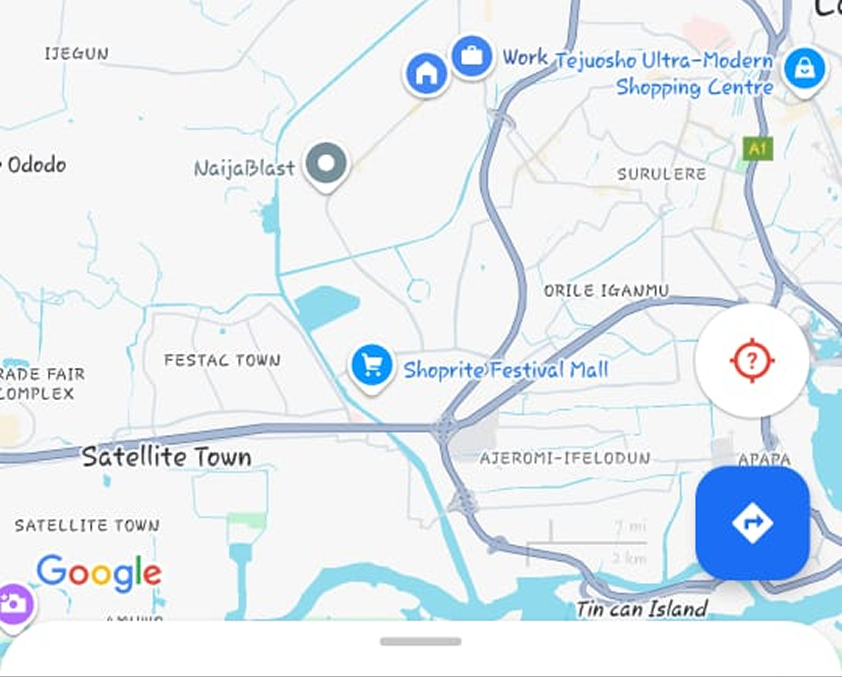 IJEGUN
Work
Tejuosho Ultra-Modern
Shopping Centre
A1
Ododo
NaijaBlast
SURULERE
ORILE IGANMU
?
FESTAC TOWN
Shoprite Festival Mall
RADE FAIR
COMPLEX
Satellite Town
AJEROMI-IFELODUN
APAPA
SATELLITE TOWN
1 mi
2 km
Google
Tin can Island